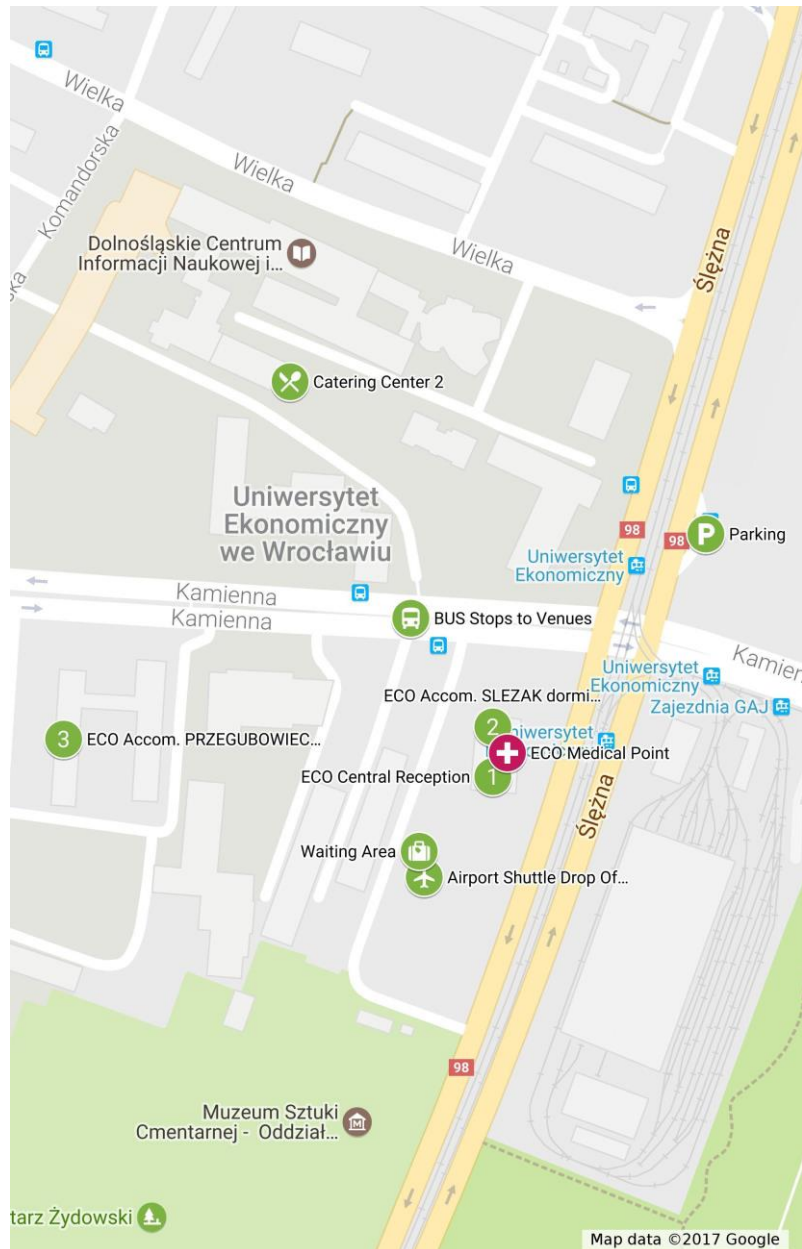 Wielka
Komandorska
Wielka
Dolnośląskie Centrum
Informacji Naukowej i...
Wielka
Ślężna
Catering Center 2
Uniwersytet
Ekonomiczny
we Wrocławiu
98
98
P
Parking
Uniwersytet
Ekonomiczny
Kamienna
Kamienna
BUS Stops to Venues
Kamienna
Uniwersytet
Ekonomiczny
Zajezdnia GAJ
ECO Accom. SLEZAK dormi...
2
3
ECO Accom. PRZEGUBOWIEC...
ECO Medical Point
ECO Central Reception
1
Ślężna
Waiting Area
Airport Shuttle Drop Of...
98
Muzeum Sztuki
Cmentarnej - Oddział...
M
tarz Żydowski
Map data ©2017 Google